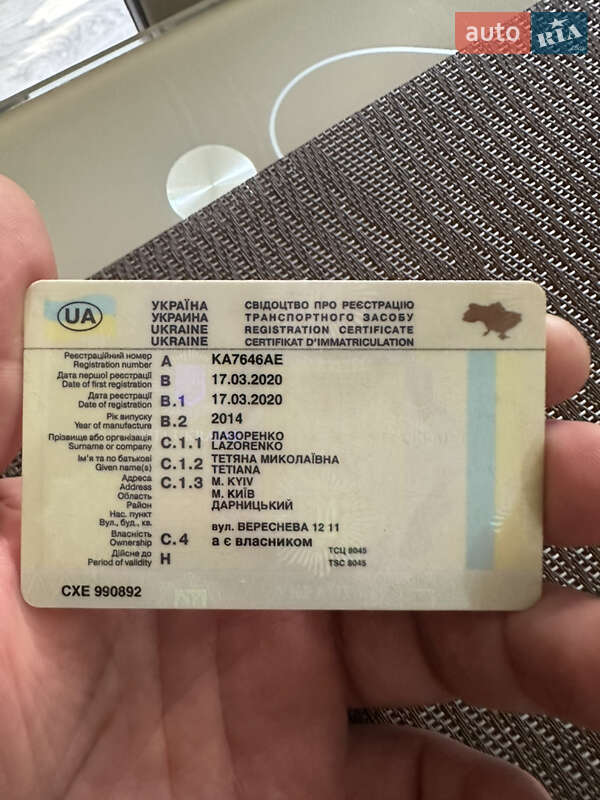 auto RIA
UA
УКРАЇНА СВІДОЦТВО ПРО РЕЄСТРАЦІЮ
УКРАИНА ТРАНСПОРТНОГО ЗАСОБУ
UKRAINE REGISTRATION CERTIFICATE
UKRAINE CERTIFIKAT D'IMMATRICULATION
Реєстраційний номер
Registration number A KA7646AE
Дата першої реєстрації
Date of first registration B 17.03.2020
Дата реєстрації
Date of registration B.1 17.03.2020
Рік випуску
Year of manufacture B.2 2014
Прізвище або організація ЛАЗОРЕНКО
Surname or company C.1.1 LAZORENKO
Ім'я та по батькові ТЕТЯНА МИКОЛАЇВНА
Given name(s) C.1.2 TETIANA
Адреса
Address C.1.3 M. KYIV
Область М. КИЇВ
Район ДАРНИЦЬКИЙ
Нас. пункт
Вул., буд., кв. вул. ВЕРЕСНЕВА 12 11
Власність
Ownership C.4 а є власником
Дійсне до ТСЦ 8045
Period of validity H TSC 8045
CXE 990892